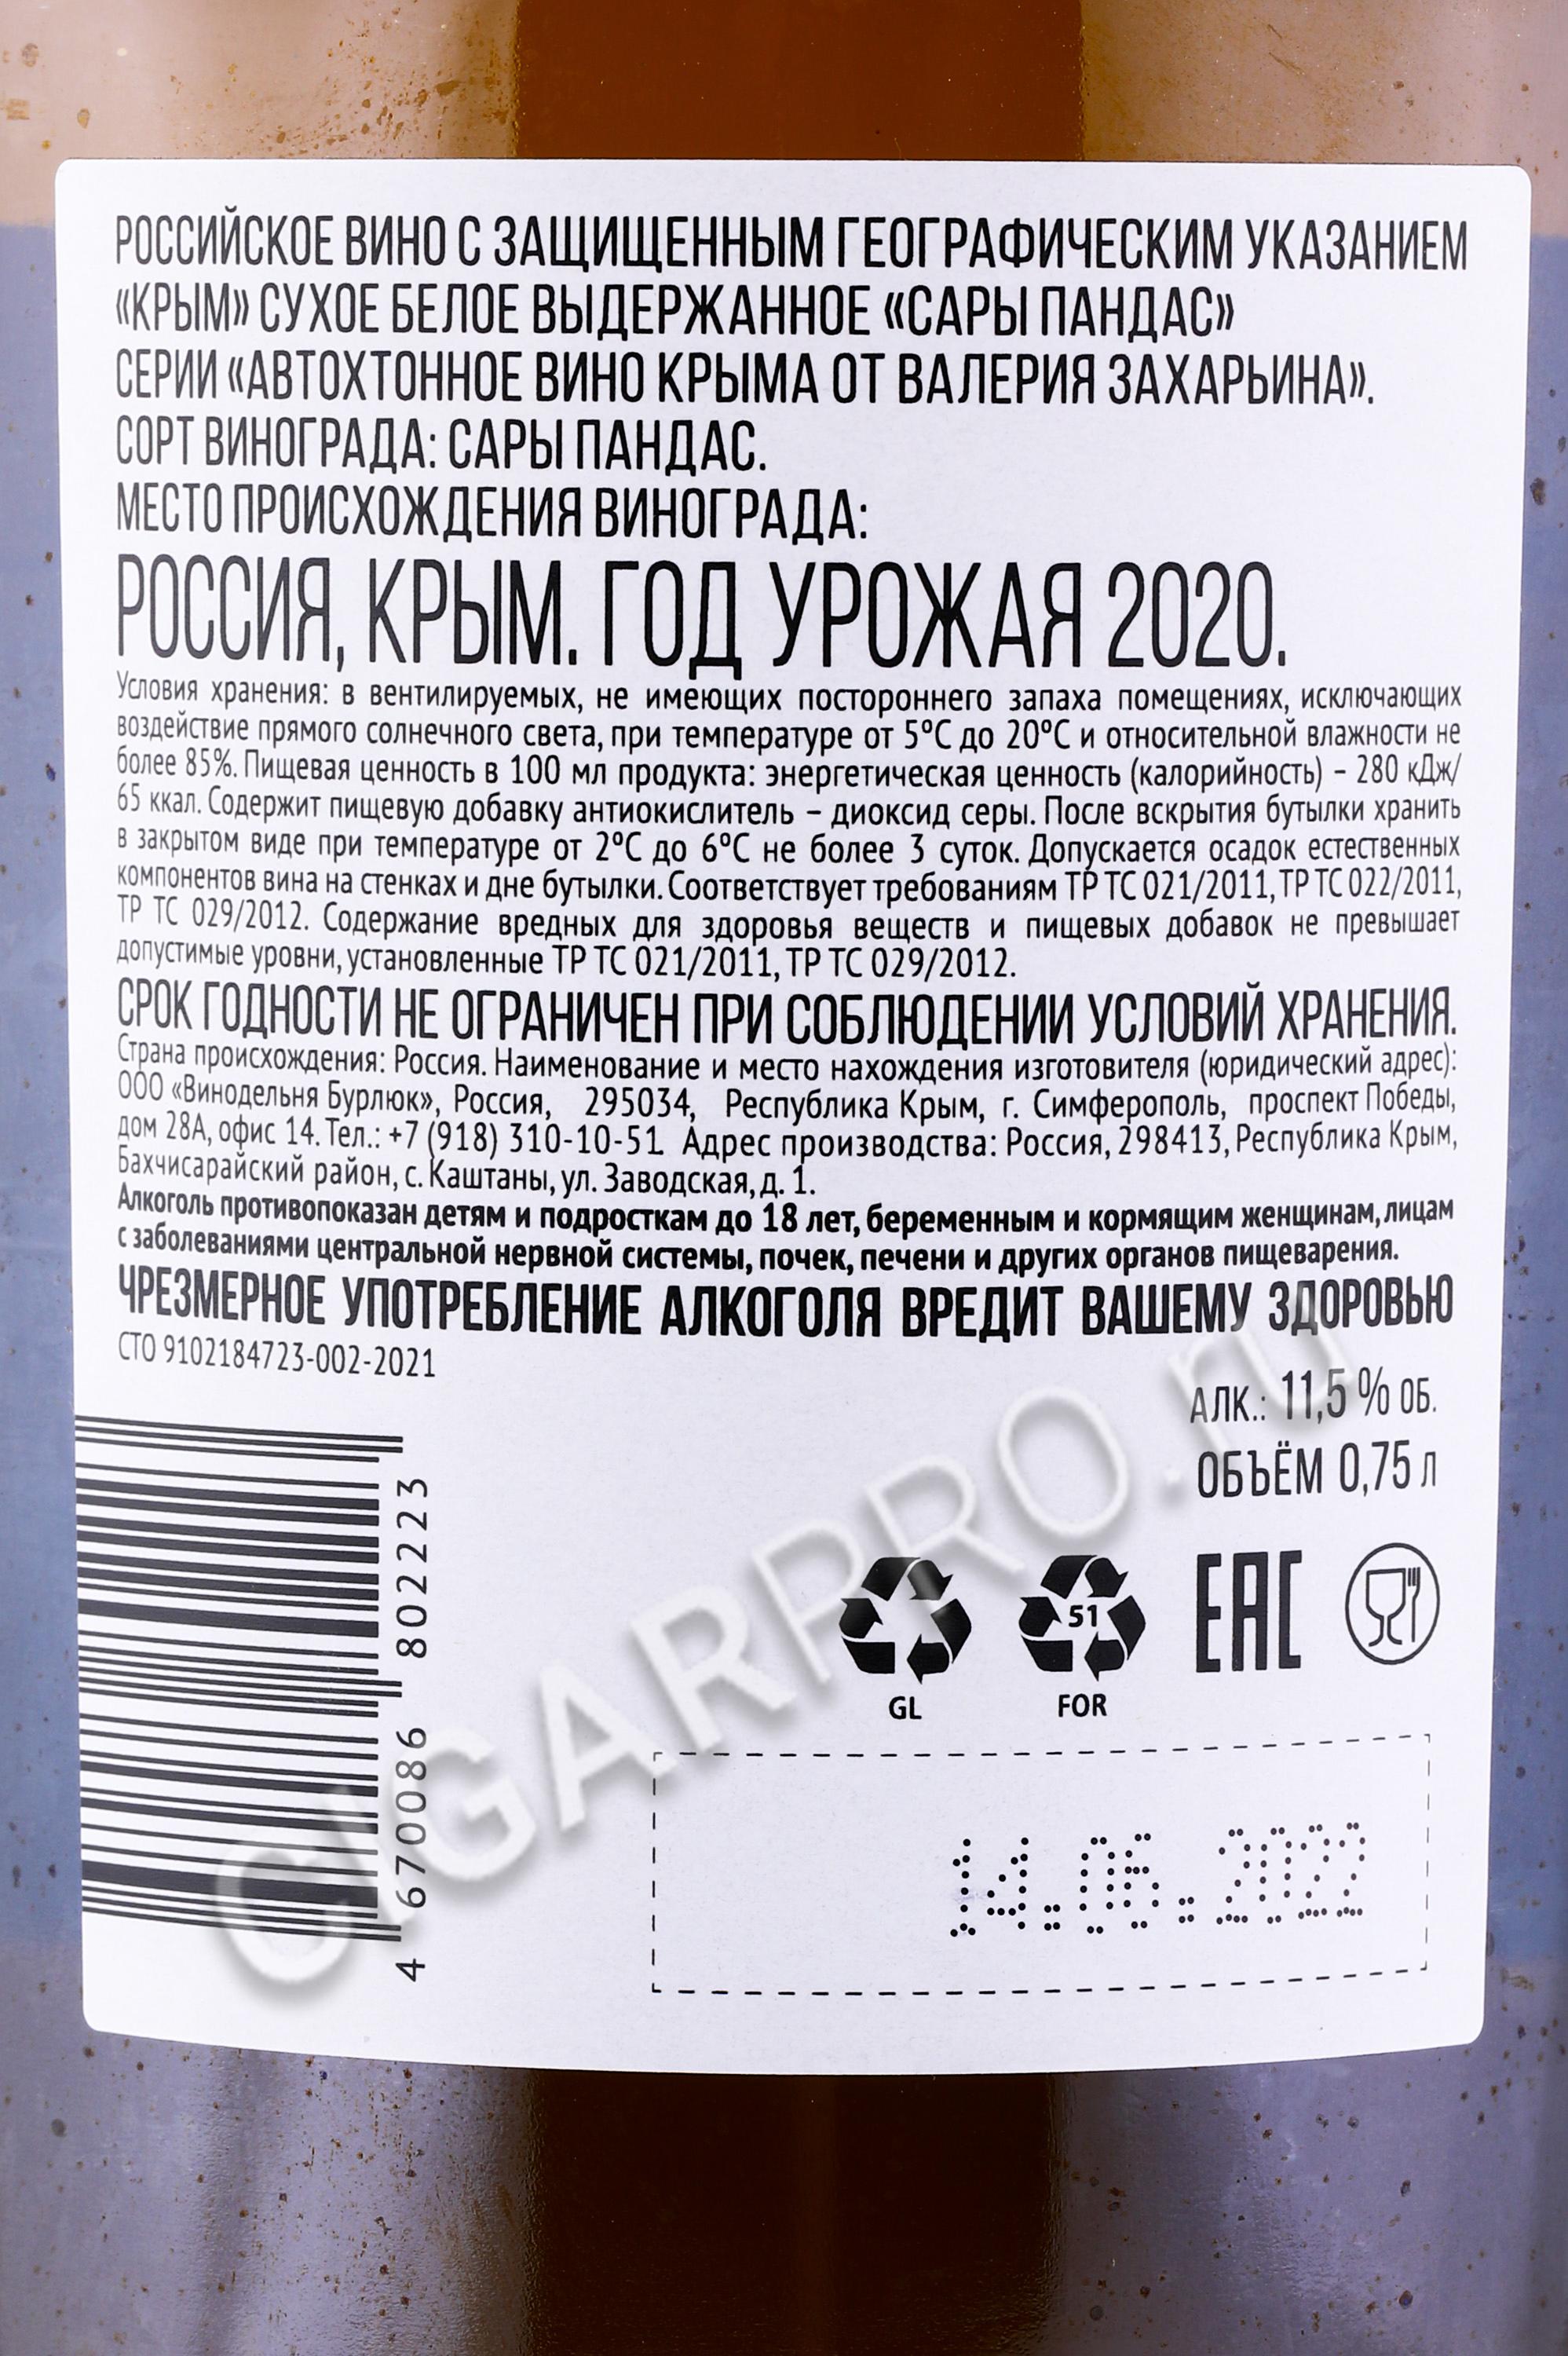 РОССИЙСКОЕ ВИНО С ЗАЩИЩЕННЫМ ГЕОГРАФИЧЕСКИМ УКАЗАНИЕМ
«КРЫМ» СУХОЕ БЕЛОЕ ВЫДЕРЖАННОЕ «САРЫ ПАНДАС»
СЕРИИ «АВТОХТОННОЕ ВИНО КРЫМА ОТ ВАЛЕРИЯ ЗАХАРЬИНА».
СОРТ ВИНОГРАДА: САРЫ ПАНДАС.
МЕСТО ПРОИСХОЖДЕНИЯ ВИНОГРАДА:
РОССИЯ, КРЫМ. ГОД УРОЖАЯ 2020.
Условия хранения: в вентилируемых, не имеющих постороннего запаха помещениях, исключающих
воздействие прямого солнечного света, при температуре от 5°С до 20°С и относительной влажности не
более 85%. Пищевая ценность в 100 мл продукта: энергетическая ценность (калорийность) – 280 кДж/
65 ккал. Содержит пищевую добавку антиокислитель – диоксид серы. После вскрытия бутылки хранить
в закрытом виде при температуре от 2°С до 6°С не более 3 суток. Допускается осадок естественных
компонентов вина на стенках и дне бутылки. Соответствует требованиям ТР ТС 021/2011, ТР ТС 022/2011,
ТР ТС 029/2012. Содержание вредных для здоровья веществ и пищевых добавок не превышает
допустимые уровни, установленные ТР ТС 021/2011, ТР ТС 029/2012.
СРОК ГОДНОСТИ НЕ ОГРАНИЧЕН ПРИ СОБЛЮДЕНИИ УСЛОВИЙ ХРАНЕНИЯ.
Страна происхождения: Россия. Наименование и место нахождения изготовителя (юридический адрес):
ООО «Винодельня Бурлюк», Россия, 295034, Республика Крым, г. Симферополь, проспект Победы,
дом 28А, офис 14. Тел.: +7 (918) 310-10-51 Адрес производства: Россия, 298413, Республика Крым,
Бахчисарайский район, с. Каштаны, ул. Заводская, д. 1.
Алкоголь противопоказан детям и подросткам до 18 лет, беременным и кормящим женщинам, лицам
с заболеваниями центральной нервной системы, почек, печени и других органов пищеварения.
ЧРЕЗМЕРНОЕ УПОТРЕБЛЕНИЕ АЛКОГОЛЯ ВРЕДИТ ВАШЕМУ ЗДОРОВЬЮ
СТО 9102184723-002-2021
АЛК.: 11,5 % ОБ.
ОБЪЁМ 0,75 л
51
EAC
GL
FOR
4 670086 802223
14.06.2022
CIGARPRO.ru